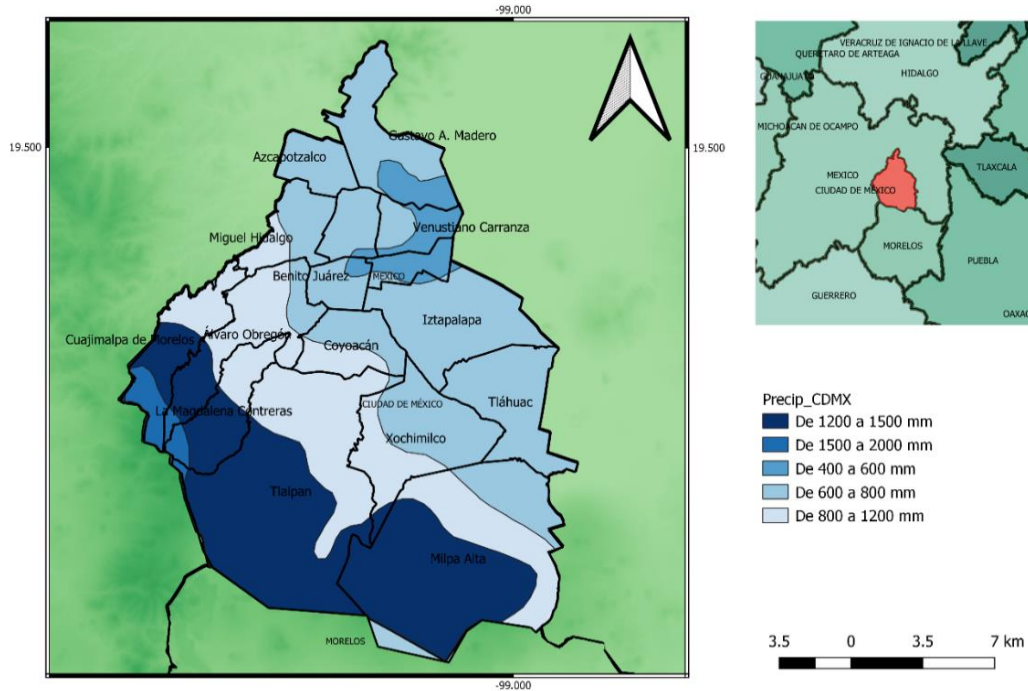 -99.000
19.500
19.500
Gustavo A. Madero
Azcapotzalco
Miguel Hidalgo
Venustiano Carranza
Benito Juárez
MEXICO
Iztapalapa
Cuajimalpa de Morelos
Álvaro Obregón
Coyoacán
La Magdalena Contreras
CIUDAD DE MÉXICO
Tláhuac
Xochimilco
Tlalpan
Milpa Alta
MORELOS
-99.000
VERACRUZ DE IGNACIO DE LA LLAVE
QUERETARO DE ARTEAGA
GUANAJUATO
HIDALGO
MICHOACAN DE OCAMPO
TLAXCALA
MEXICO
CIUDAD DE MÉXICO
MORELOS
PUEBLA
GUERRERO
OAXAC
Precip_CDMX
De 1200 a 1500 mm
De 1500 a 2000 mm
De 400 a 600 mm
De 600 a 800 mm
De 800 a 1200 mm
3.5 0 3.5 7 km